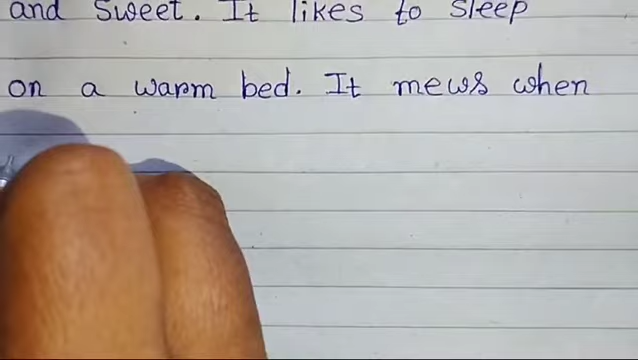 and sweet. It likes to sleep
on a warm bed. It mews when